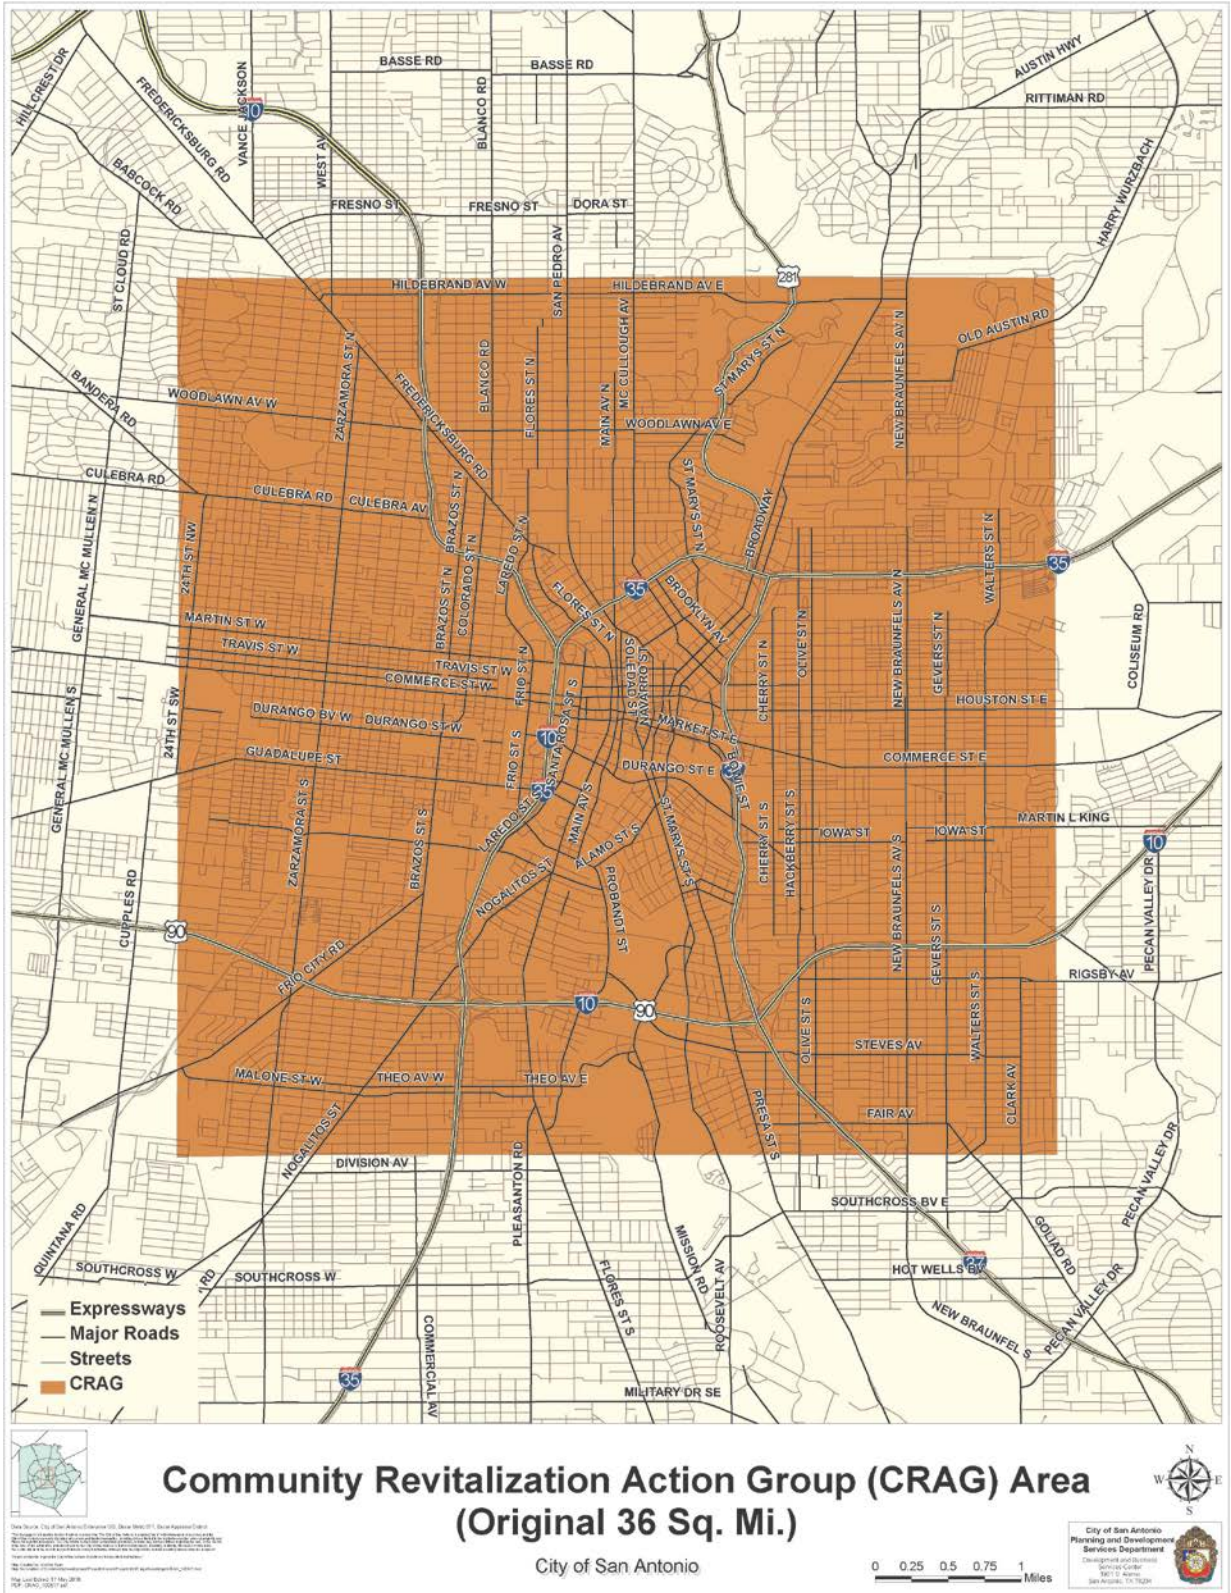 BASSE RD
BASSE RD
AUSTIN HWY
RITTIMAN RD
HILLCREST DR
FREDERICKSBURG RD
VANCE JACKSON
10
WEST AV
BLANCO RD
BABCOCK RD
HARRY WURZBACH
FRESNO ST
FRESNO ST
DORA ST
ST CLOUD RD
SAN PEDRO AV
281
HILDEBRAND AV W
HILDEBRAND AV E
OLD AUSTIN RD
ZARZAMORA ST N
BLANCO RD
FLORES ST N
MAIN AV N
MC CULLOUGH AV
ST MARYS ST N
NEW BRAUNFELS AV N
BANDERA RD
WOODLAWN AV W
FREDERICKSBURG RD
WOODLAWN AV E
CULEBRA RD
CULEBRA RD
CULEBRA AV
BRAZOS ST N
ST MARYS ST N
BROADWAY
GENERAL MC MULLEN N
24TH ST NW
BRAZOS ST N
COLORADO ST N
LAREDO ST N
FLORES ST N
35
BROOKLYN AV
WALTERS ST N
35
MARTIN ST W
TRAVIS ST W
TRAVIS ST W
COMMERCE ST W
FRIO ST N
SOLEDAD ST
NAVARRO ST
CHERRY ST N
OLIVE ST N
NEW BRAUNFELS AV N
GEVERS ST N
COLISEUM RD
HOUSTON ST E
GENERAL MC MULLEN S
24TH ST SW
DURANGO BV W
DURANGO ST W
GUADALUPE ST
FRIO ST S
10
SANTA ROSA ST S
MARKET ST E
DURANGO ST E
BOWIE ST
COMMERCE ST E
35
ZARZAMORA ST S
BRAZOS ST S
LAREDO ST S
MAIN AV S
ALAMO ST S
ST MARYS ST S
CHERRY ST S
HACKBERRY ST S
IOWA ST
IOWA ST
MARTIN L KING
10
NEW BRAUNFELS AV S
PECAN VALLEY DR
CUPPLES RD
NOGALITOS ST
PROBANDT ST
90
FRIO CITY RD
GEVERS ST S
RIGSBY AV
10
90
OLIVE ST S
WALTERS ST S
STEVES AV
MALONE ST W
THEO AV W
THEO AV E
CLARK AV
FAIR AV
NOGALITOS ST
PRESA ST S
DIVISION AV
PLEASANTON RD
PECAN VALLEY DR
SOUTHCROSS BV E
QUINTANA RD
MISSION RD
GOLIAD RD
SOUTHCROSS W
RD
SOUTHCROSS W
FLORES ST S
ROOSEVELT AV
HOT WELLS BV
37
PECAN VALLEY DR
NEW BRAUNFEL S
COMMERCIAL AV
35
MILITARY DR SE
Expressways
Major Roads
Streets
CRAG
Community Revitalization Action Group (CRAG) Area
(Original 36 Sq. Mi.)
City of San Antonio
0 0.25 0.5 0.75 1
Miles
N
W E
S
City of San Antonio
Planning and Development
Services Department
Development and Business
Services Center
1901 S. Alamo
San Antonio, TX 78204